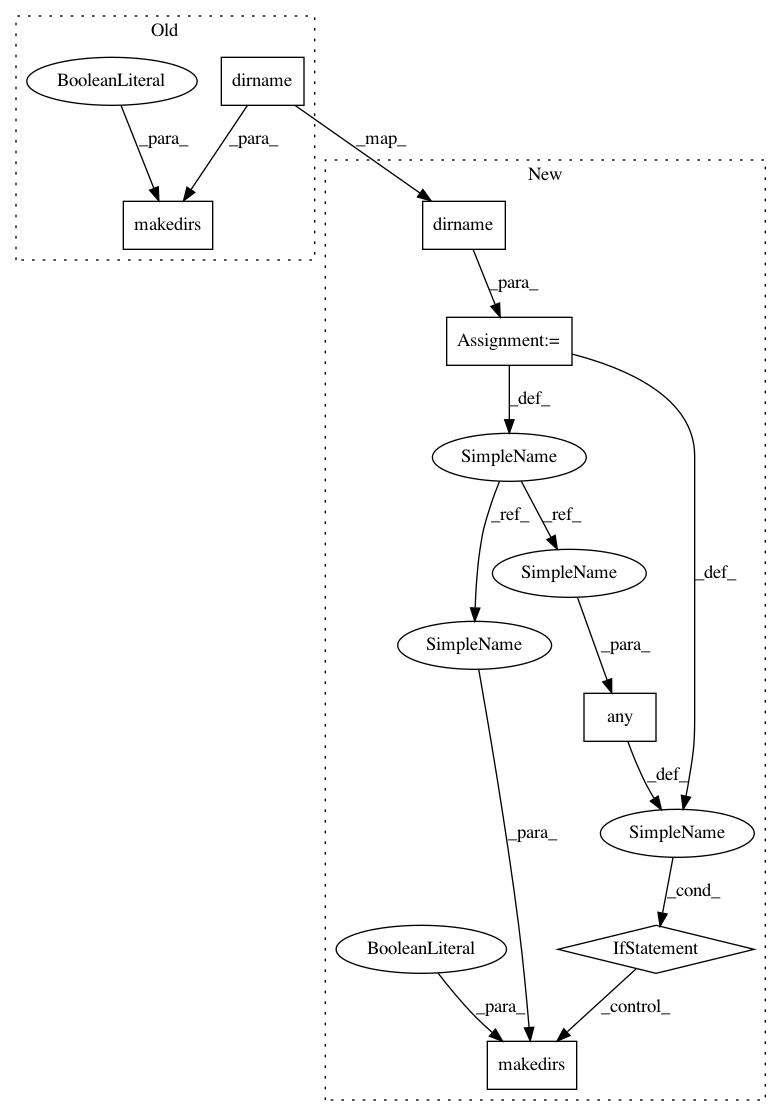 Old
BooleanLiteral
dirname
_para_
_para_
_map_
makedirs
New
dirname
_para_
Assignment:=
_def_
SimpleName
_ref_
_ref_
SimpleName
_def_
SimpleName
_para_
any
_def_
_para_
SimpleName
_cond_
BooleanLiteral
IfStatement
_para_
_control_
makedirs